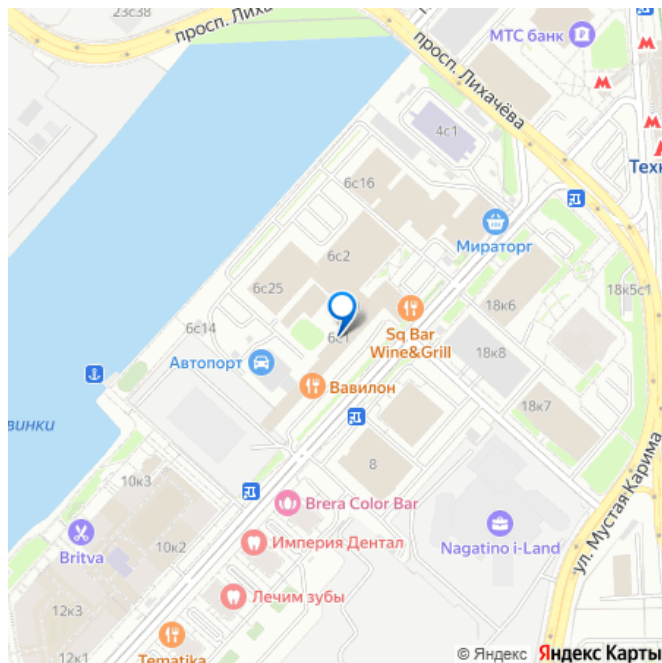 23с38
просп. Лихачёва
МТС банк
просп. Лихачёва
4с1
Техн
6с16
Мираторг
6с2
6с25
18к6
18к5с1
6с14
6с1
Sq Bar
Wine&Grill
18к8
Автопорт
Вавилон
18к7
винки
8
10к3
Brera Color Bar
Империя Дентал
Nagatino i-Land
ул. Мустая Карима
Britva
10к2
Лечим зубы
12к3
12к1
Tematika
© Яндекс Яндекс Карты